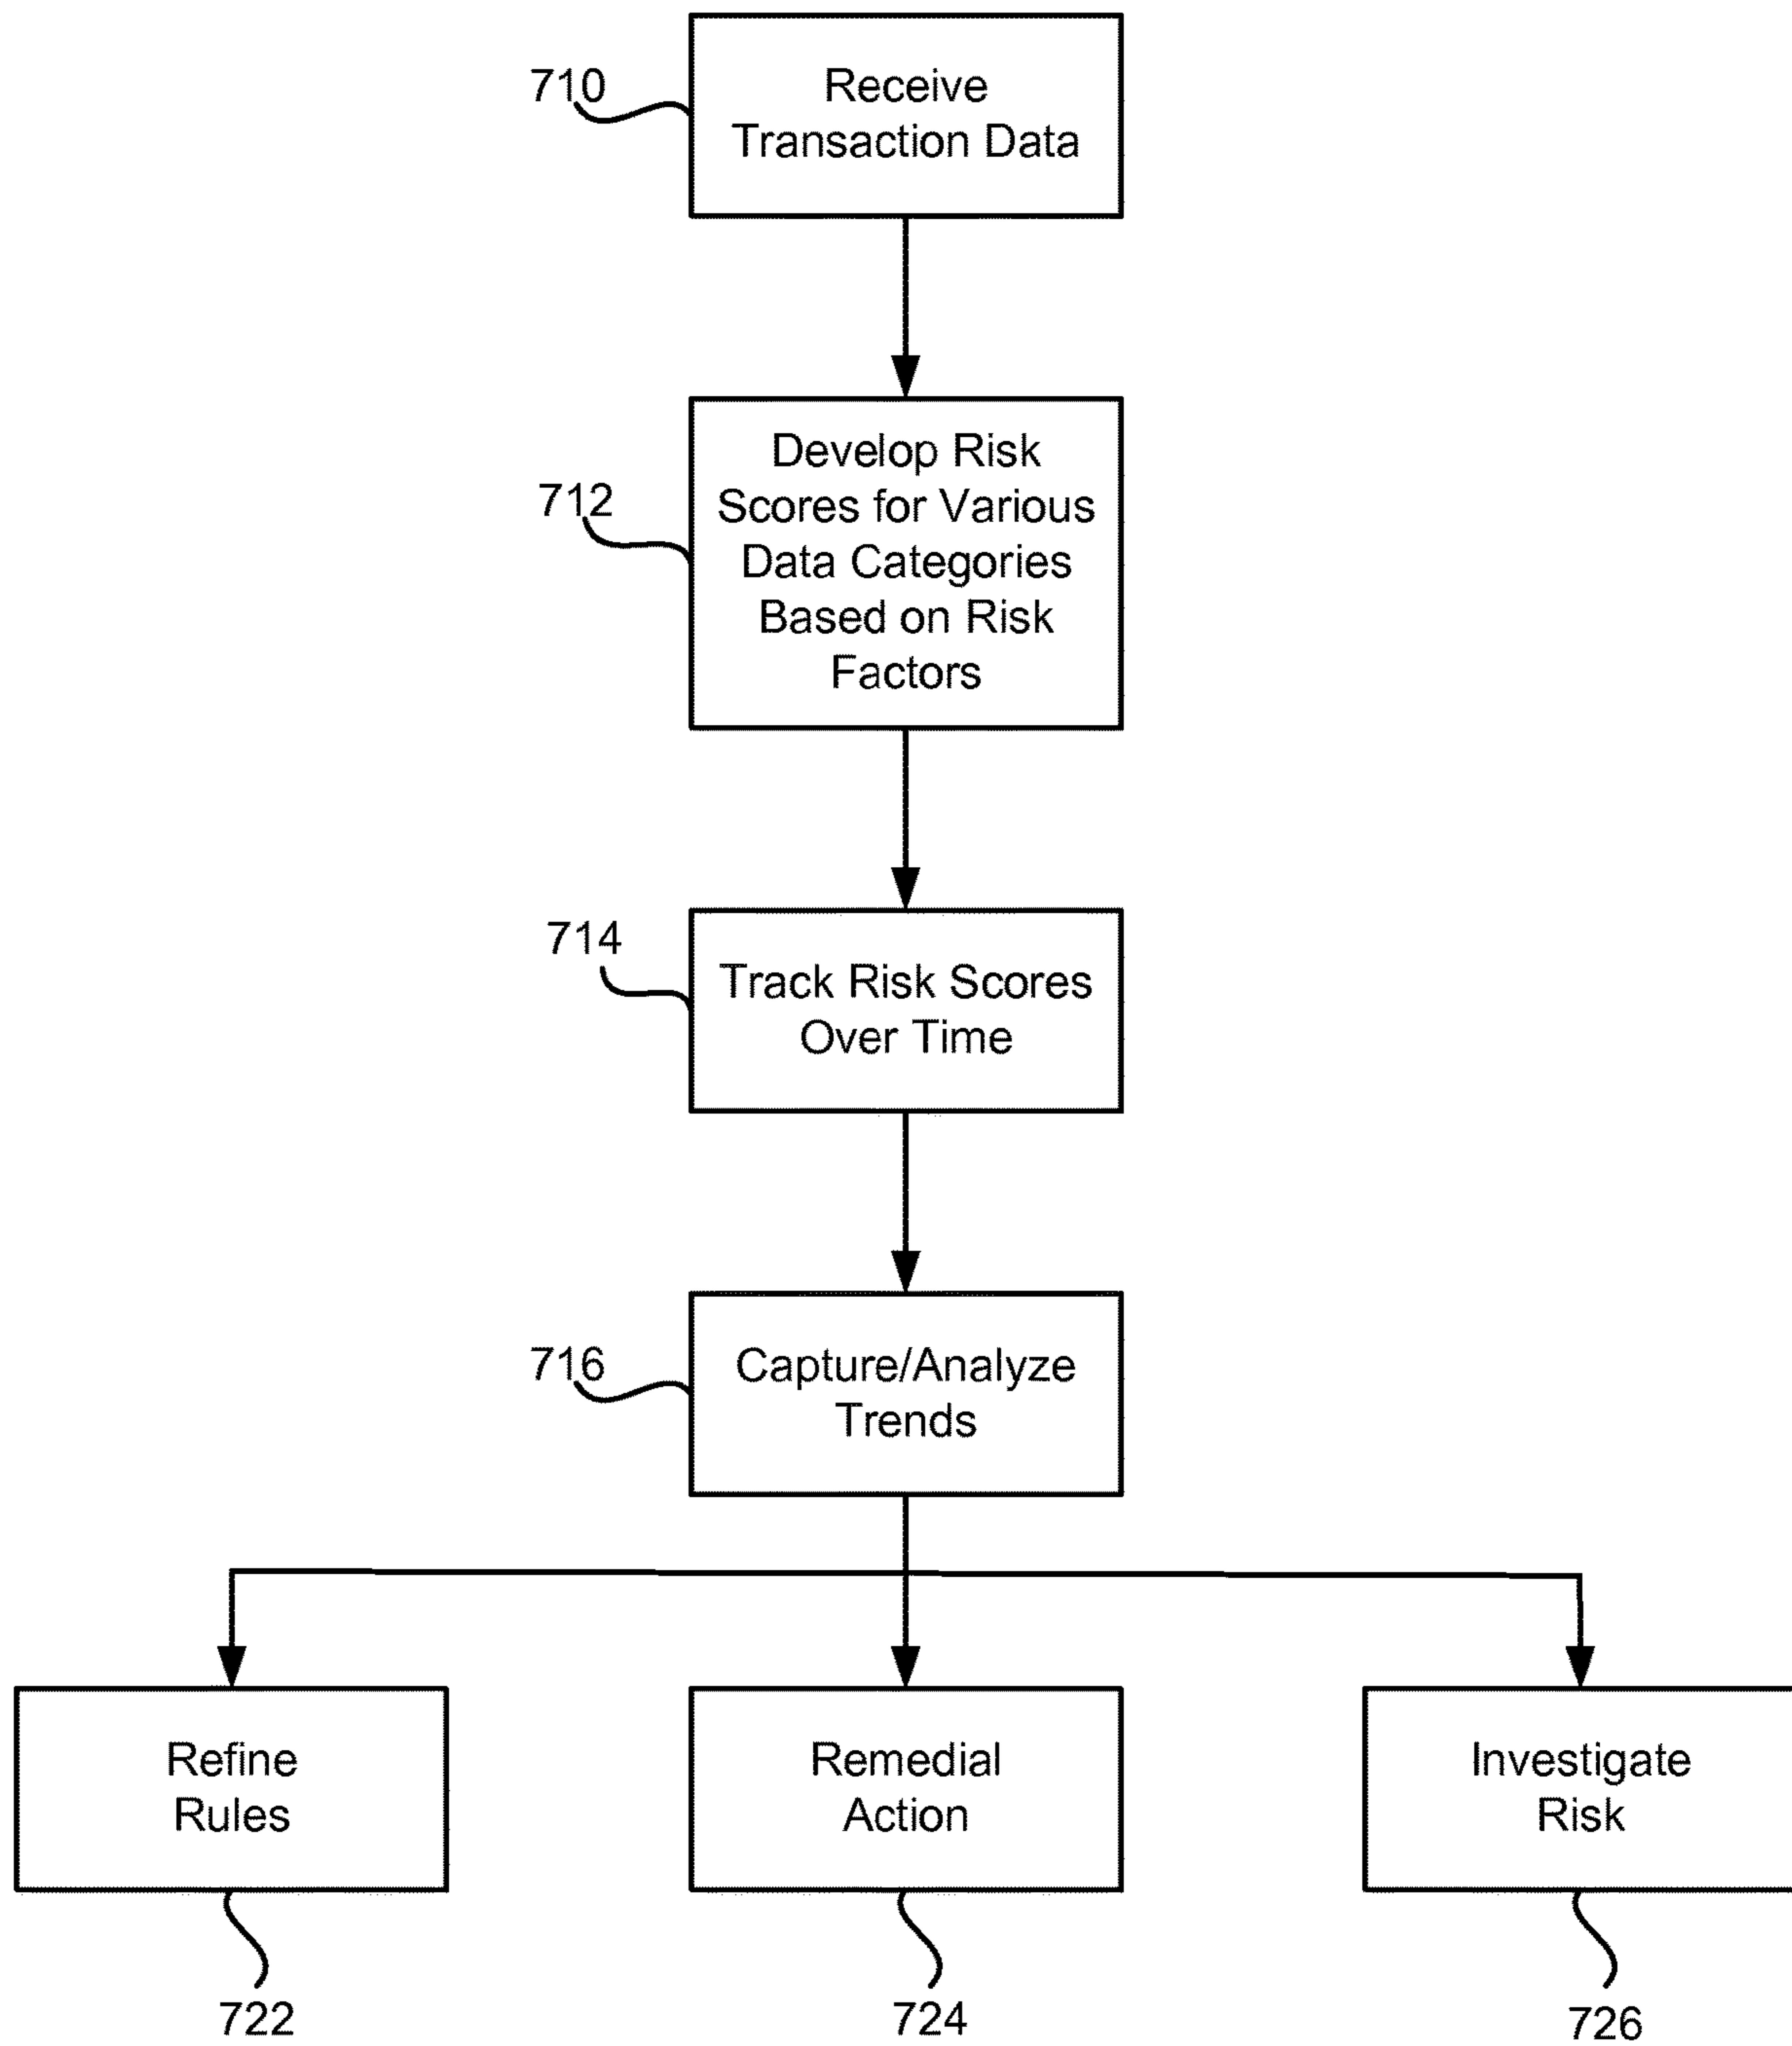 710
Receive
Transaction Data
712
Develop Risk
Scores for Various
Data Categories
Based on Risk
Factors
714
Track Risk Scores
Over Time
716
Capture/Analyze
Trends
Refine
Rules
Remedial
Action
Investigate
Risk
722
724
726